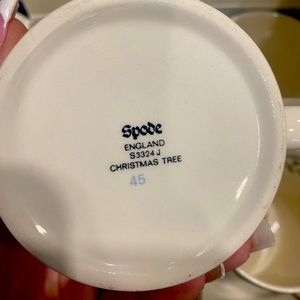 Spode
ENGLAND
S3324 J
CHRISTMAS TREE
45